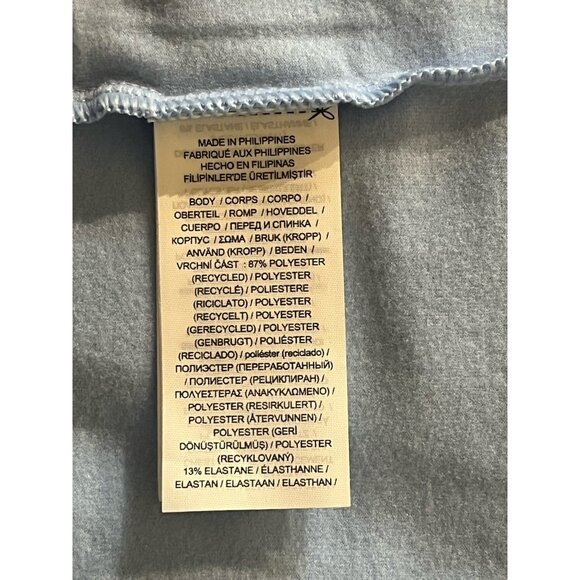 MADE IN PHILIPPINES
FABRIQUÉ AUX PHILIPPINES
HECHO EN FILIPINAS
FİLİPİNLER'DE ÜRETİLMİŞTİR
BODY / CORPS / CORPO /
OBERTEIL / ROMP / HOVEDDEL /
CUERPO / ПЕРЕД И СПИНКА /
КОРПУС / ΣΩΜΑ / BRUK (KROPP) /
ANVÄND (KROPP) / BEDEN /
VRCHNÍ ČÁST : 87% POLYESTER
(RECYCLED) / POLYESTER
(RECYCLÉ) / POLIESTERE
(RICICLATO) / POLYESTER
(RECYCELT) / POLYESTER
(GERECYCLED) / POLYESTER
(GENBRUGT) / POLIÉSTER
(RECICLADO) / poliéster (reciclado) /
ПОЛИЭСТЕР (ПЕРЕРАБОТАННЫЙ)
/ ПОЛИЕСТЕР (РЕЦИКЛИРАН) /
ΠΟΛΥΕΣΤΕΡΑΣ (ΑΝΑΚΥΚΛΩΜΕΝΟ) /
POLYESTER (RESIRKULERT) /
POLYESTER (ÅTERVUNNEN) /
POLYESTER (GERİ
DÖNÜŞTÜRÜLMÜŞ) / POLYESTER
(RECYKLOVANÝ)
13% ELASTANE / ÉLASTHANNE /
ELASTAN / ELASTAAN / ELASTHAN /